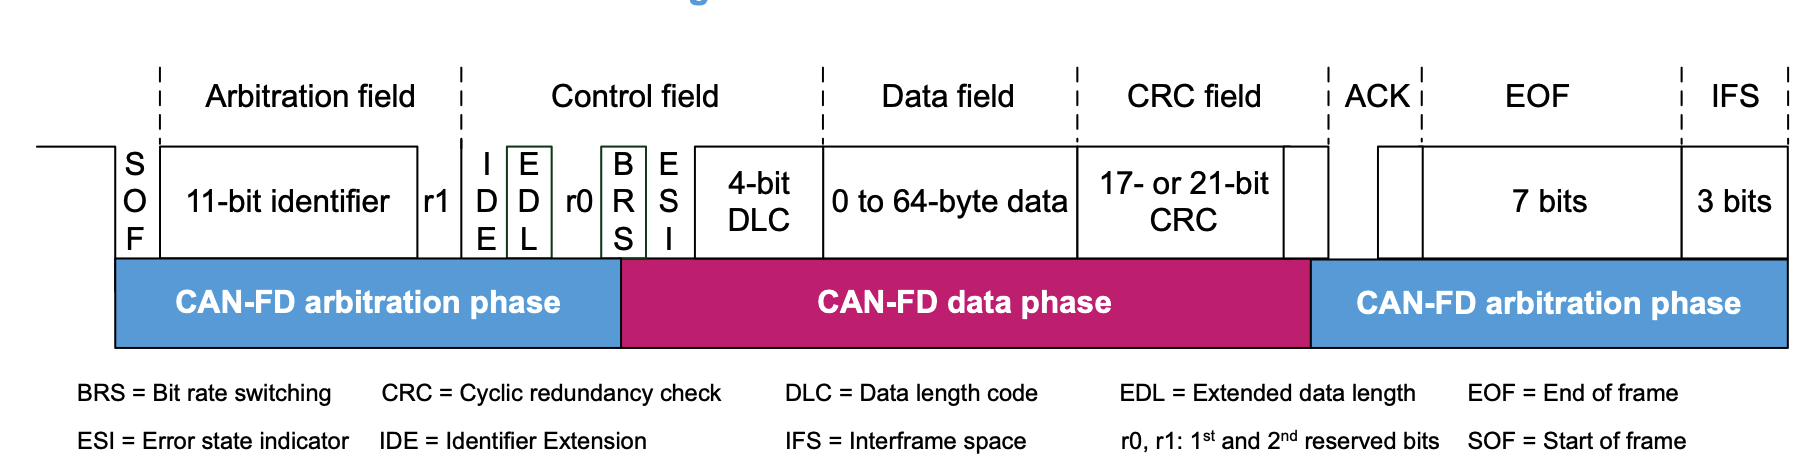 Arbitration field Control field Data field CRC field ACK EOF IFS
SOF 11-bit identifier r1 IDE EDL r0 BRS ESI 4-bit DLC 0 to 64-byte data 17- or 21-bit CRC 7 bits 3 bits
CAN-FD arbitration phase CAN-FD data phase CAN-FD arbitration phase
BRS = Bit rate switching CRC = Cyclic redundancy check DLC = Data length code EDL = Extended data length EOF = End of frame
ESI = Error state indicator IDE = Identifier Extension IFS = Interframe space r0, r1: 1st and 2nd reserved bits SOF = Start of frame